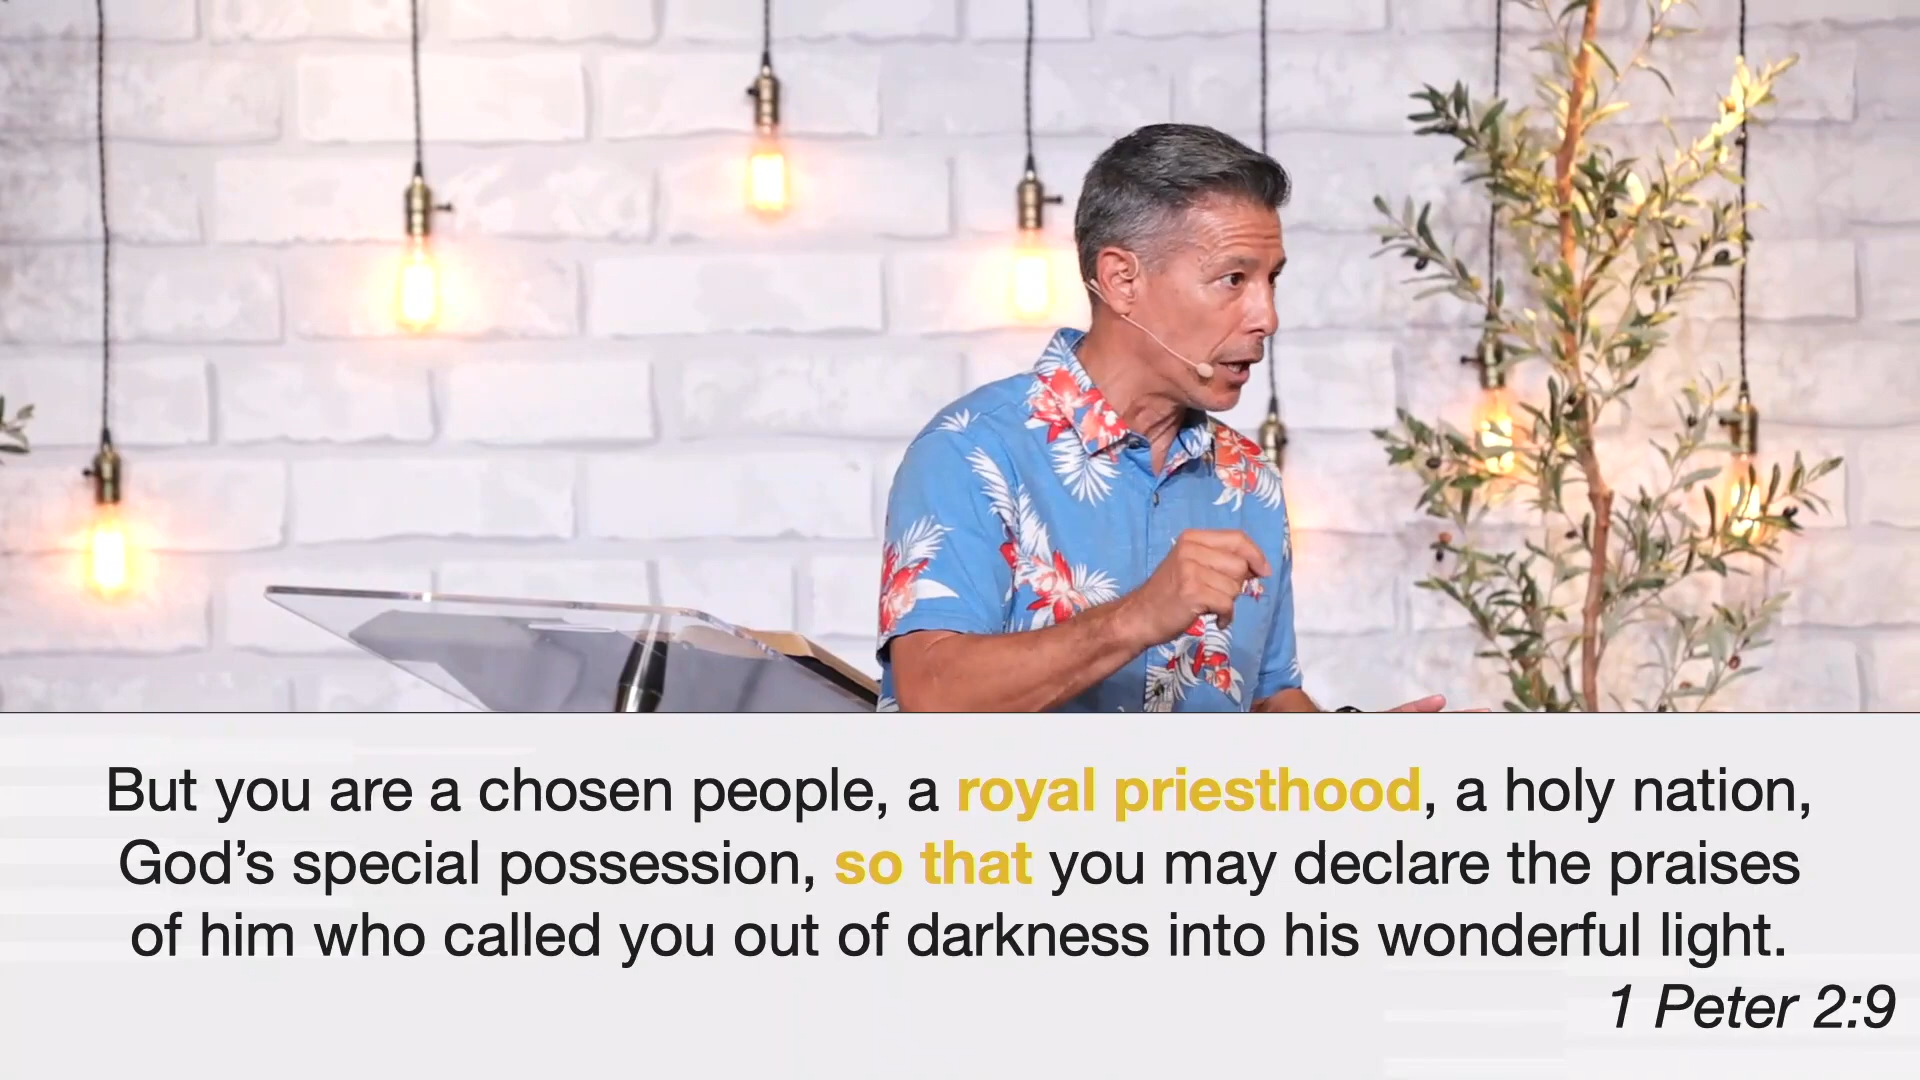 But you are a chosen people, a royal priesthood, a holy nation,
God’s special possession, so that you may declare the praises
of him who called you out of darkness into his wonderful light.
1 Peter 2:9